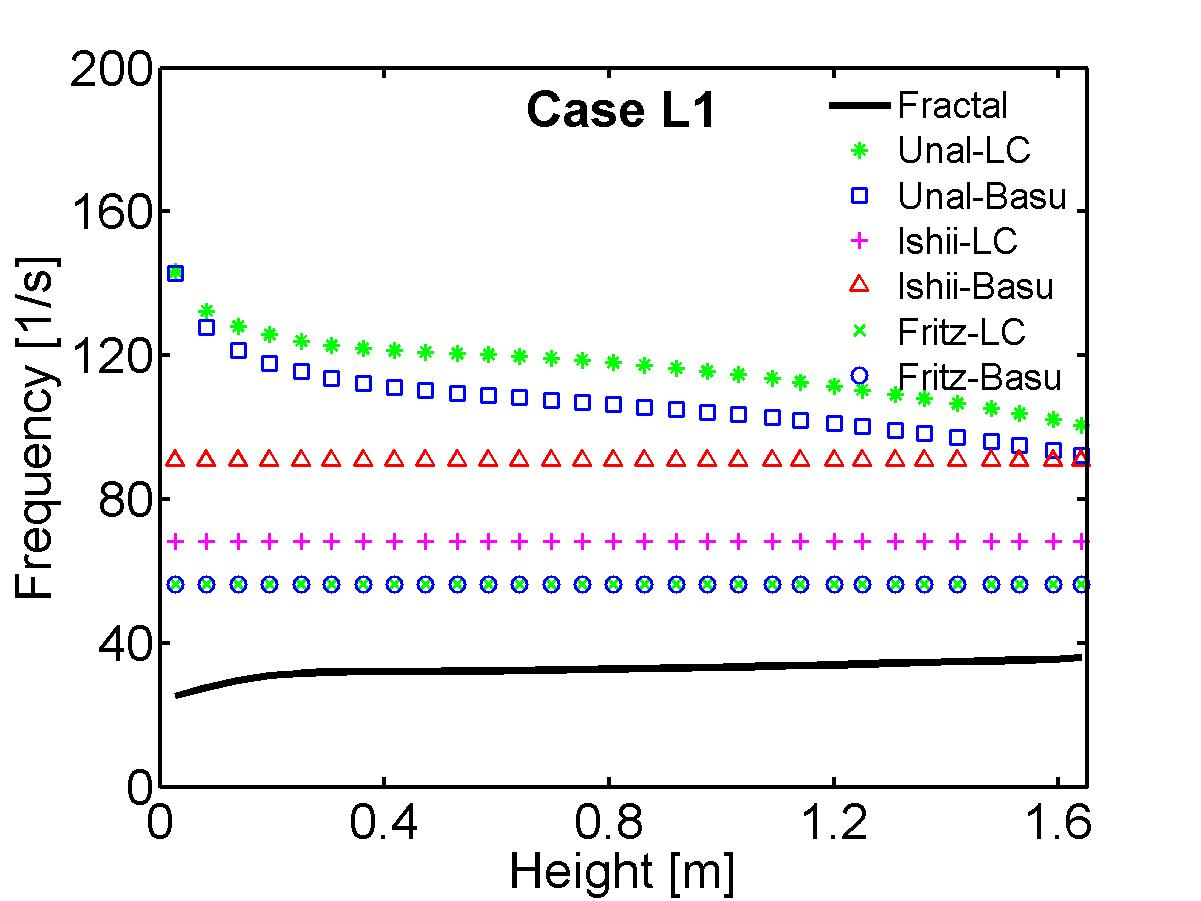 200
160
120
80
40
0
Frequency [1/s]
Case L1
Fractal
Unal-LC
Unal-Basu
Ishii-LC
Ishii-Basu
Fritz-LC
Fritz-Basu
0 0.4 0.8 1.2 1.6
Height [m]